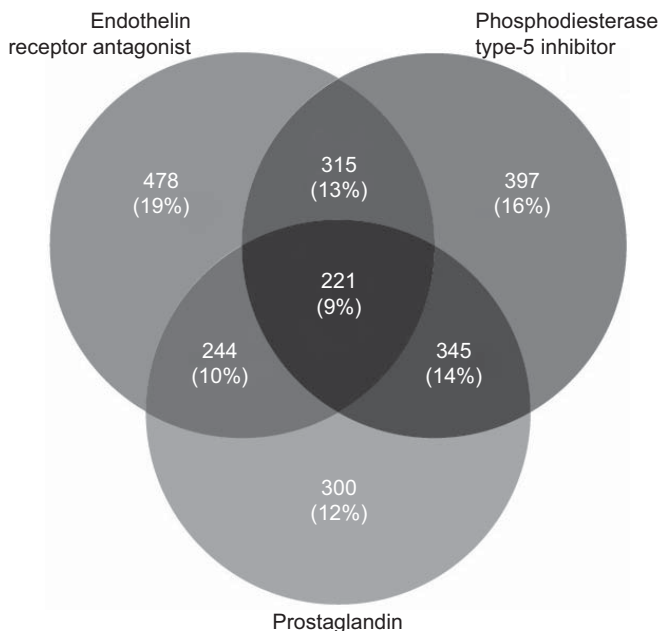 Endothelin
receptor antagonist
Phosphodiesterase
type-5 inhibitor
478
(19%)
315
(13%)
397
(16%)
221
(9%)
244
(10%)
345
(14%)
300
(12%)
Prostaglandin